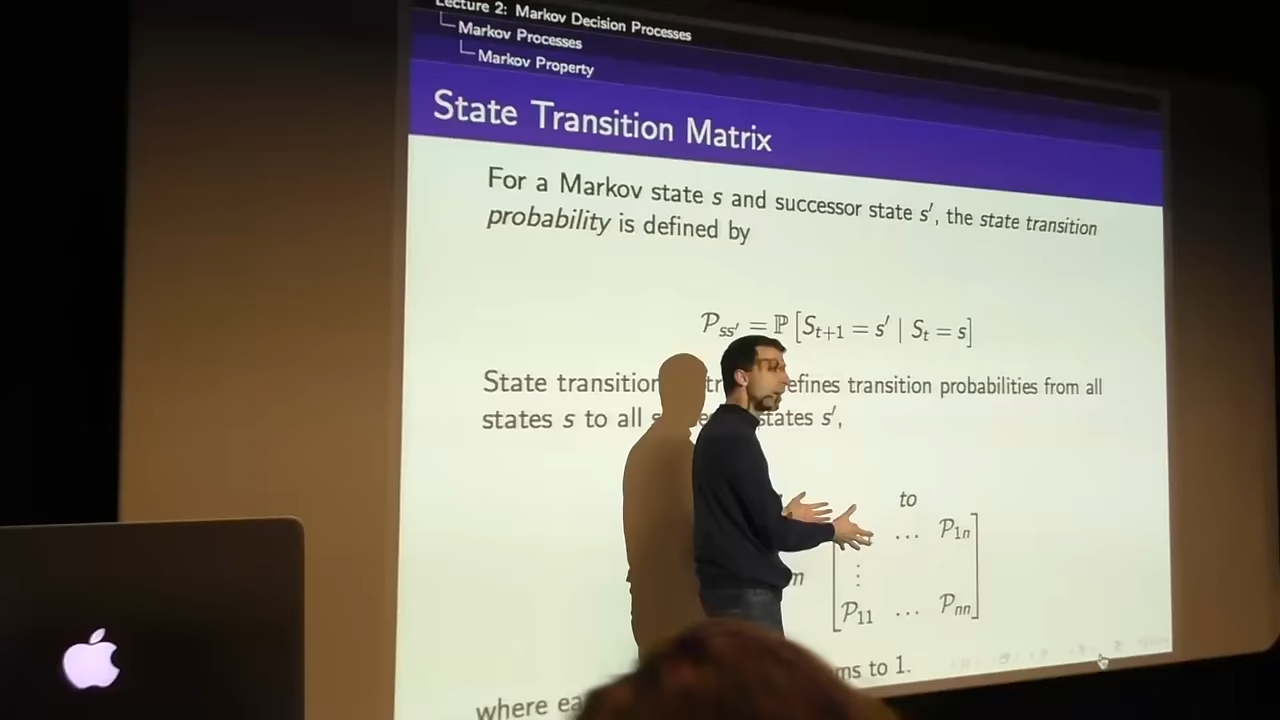 Lecture 2: Markov Decision Processes
Markov Processes
Markov Property
State Transition Matrix
For a Markov state s and successor state s′, the state transition
probability is defined by
𝒫ss′ = ℙ [St+1 = s′ | St = s]
State transition efines transition probabilities from all
states s to all states s′,
to
… 𝒫1n
m
⋮
𝒫11 … 𝒫nn
where ea ms to 1.